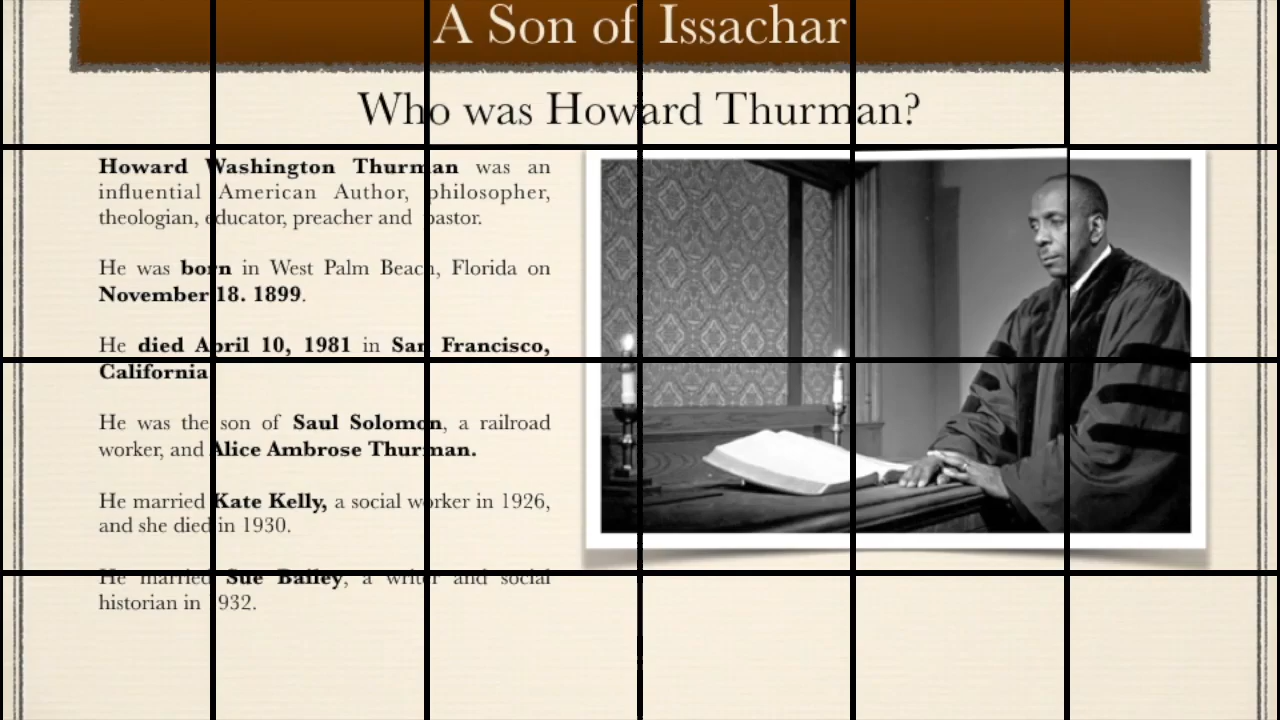 A Son of Issachar
Who was Howard Thurman?
Howard Washington Thurman was an
influential American Author, philosopher,
theologian, educator, preacher and pastor.
He was born in West Palm Beach, Florida on
November 18. 1899.
He died April 10, 1981 in San Francisco,
California
He was the son of Saul Solomon, a railroad
worker, and Alice Ambrose Thurman.
He married Kate Kelly, a social worker in 1926,
and she died in 1930.
He married Sue Bailey, a writer and social
historian in 1932.